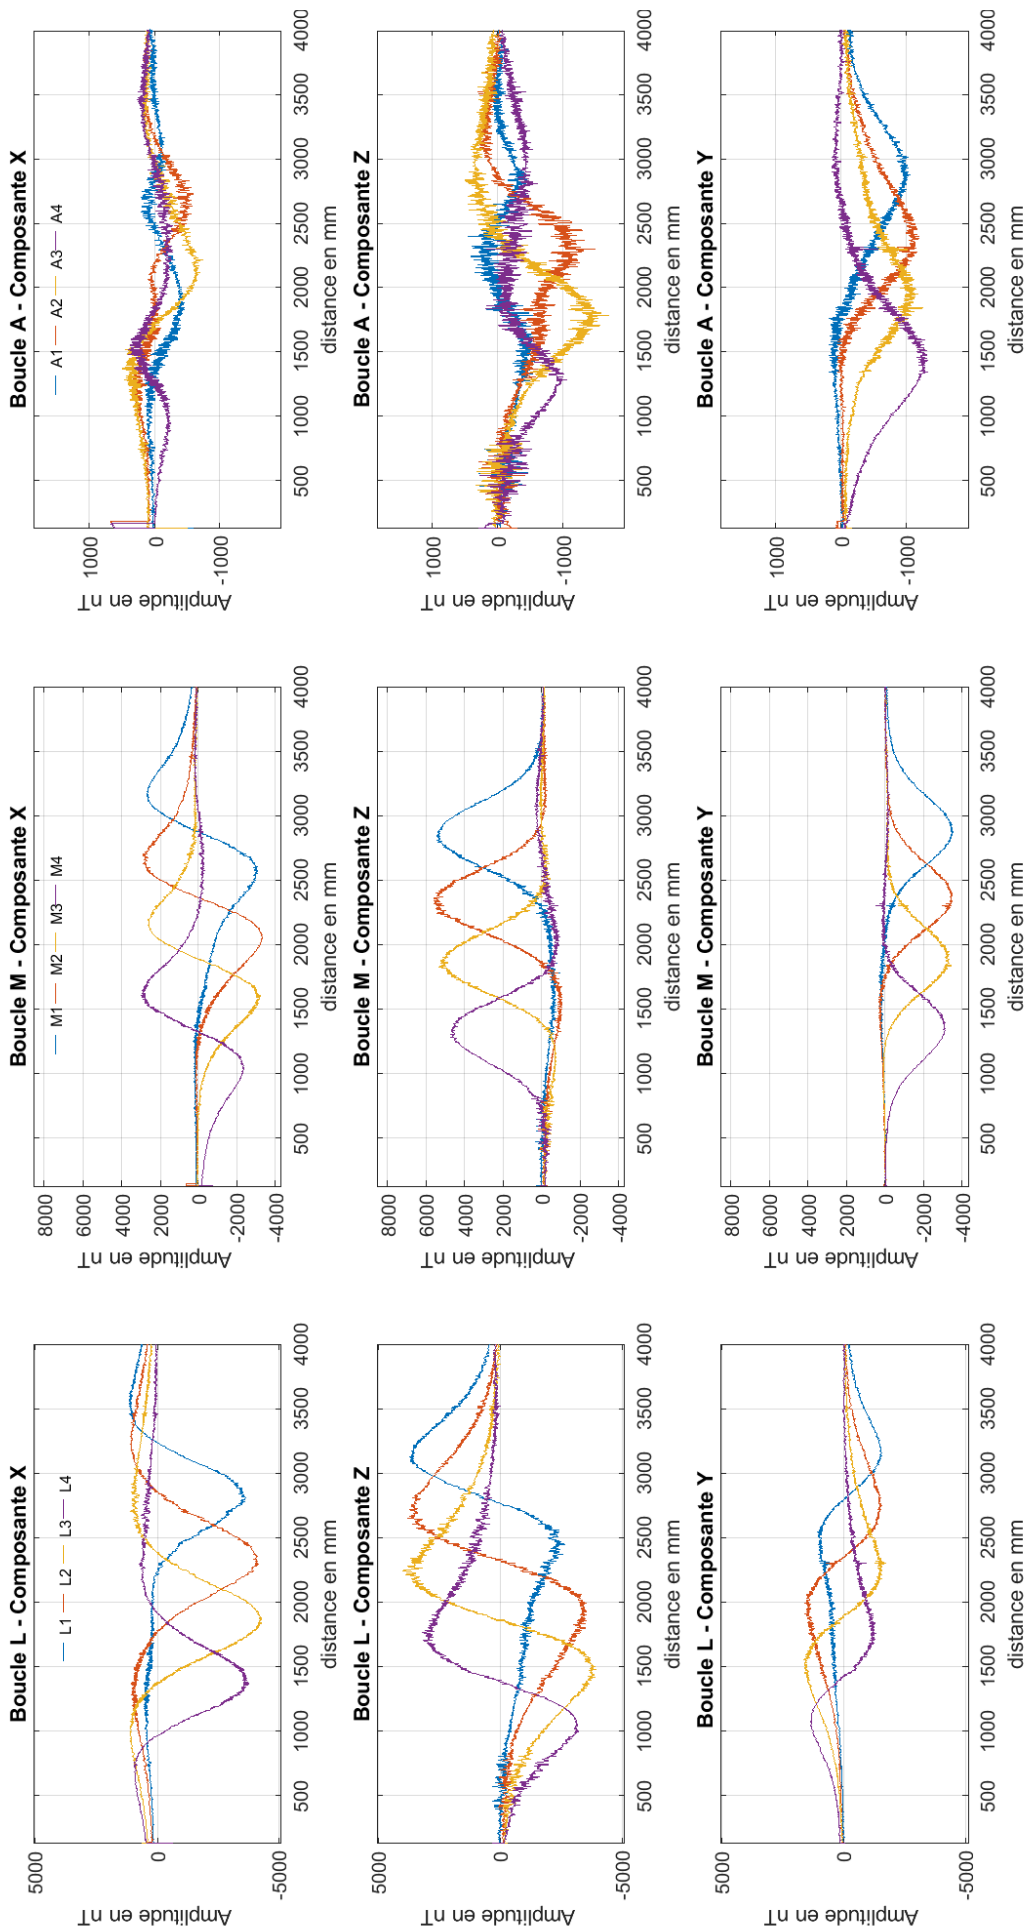 Boucle L - Composante X
L1 L2 L3 L4
Amplitude en nT
5000
0
-5000
500 1000 1500 2000 2500 3000 3500 4000
distance en mm
Boucle M - Composante X
M1 M2 M3 M4
Amplitude en nT
8000
6000
4000
2000
0
-2000
-4000
500 1000 1500 2000 2500 3000 3500 4000
distance en mm
Boucle A - Composante X
A1 A2 A3 A4
Amplitude en nT
1000
0
-1000
500 1000 1500 2000 2500 3000 3500 4000
distance en mm
Boucle L - Composante Z
Amplitude en nT
5000
0
-5000
500 1000 1500 2000 2500 3000 3500 4000
distance en mm
Boucle M - Composante Z
Amplitude en nT
8000
6000
4000
2000
0
-2000
-4000
500 1000 1500 2000 2500 3000 3500 4000
distance en mm
Boucle A - Composante Z
Amplitude en nT
1000
0
-1000
500 1000 1500 2000 2500 3000 3500 4000
distance en mm
Boucle L - Composante Y
Amplitude en nT
5000
0
-5000
500 1000 1500 2000 2500 3000 3500 4000
distance en mm
Boucle M - Composante Y
Amplitude en nT
8000
6000
4000
2000
0
-2000
-4000
500 1000 1500 2000 2500 3000 3500 4000
distance en mm
Boucle A - Composante Y
Amplitude en nT
1000
0
-1000
500 1000 1500 2000 2500 3000 3500 4000
distance en mm